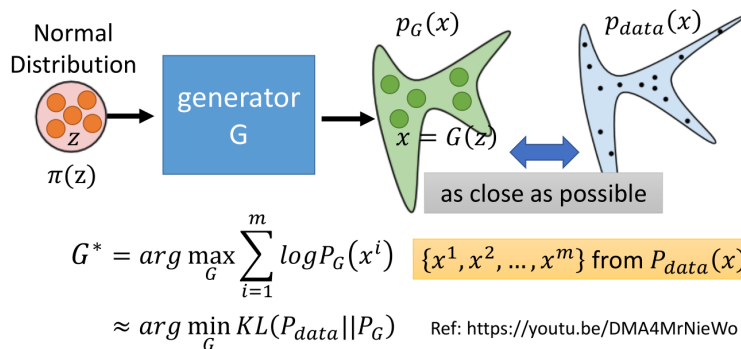 Normal
Distribution
z
π(z)
generator
G
p_G(x)
x = G(z)
p_data(x)
as close as possible
G* = arg max_G ∑_{i=1}^{m} logP_G(x^i)
{x^1, x^2, ..., x^m} from P_data(x)
≈ arg min_G KL(P_data||P_G)
Ref: https://youtu.be/DMA4MrNieWo